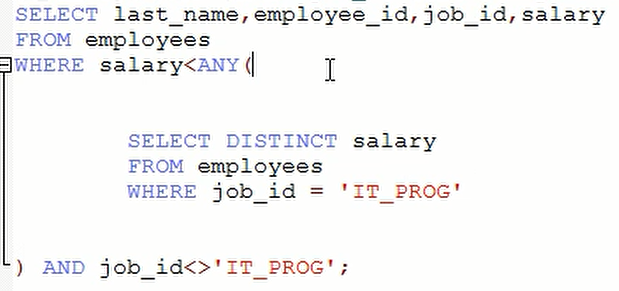 SELECT last_name,employee_id,job_id,salary
FROM employees
WHERE salary<ANY(
SELECT DISTINCT salary
FROM employees
WHERE job_id = 'IT_PROG'
) AND job_id<>'IT_PROG';